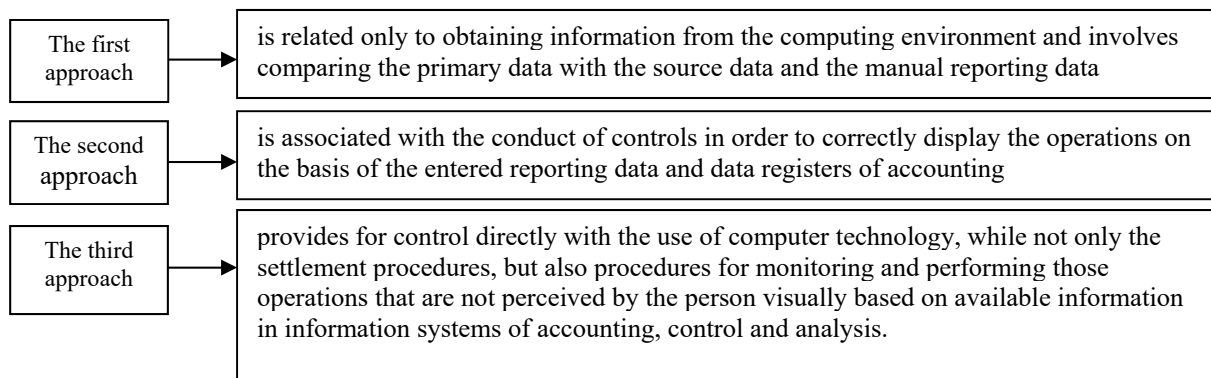 The first
approach
is related only to obtaining information from the computing environment and involves
comparing the primary data with the source data and the manual reporting data
The second
approach
is associated with the conduct of controls in order to correctly display the operations on
the basis of the entered reporting data and data registers of accounting
The third
approach
provides for control directly with the use of computer technology, while not only the
settlement procedures, but also procedures for monitoring and performing those
operations that are not perceived by the person visually based on available information
in information systems of accounting, control and analysis.